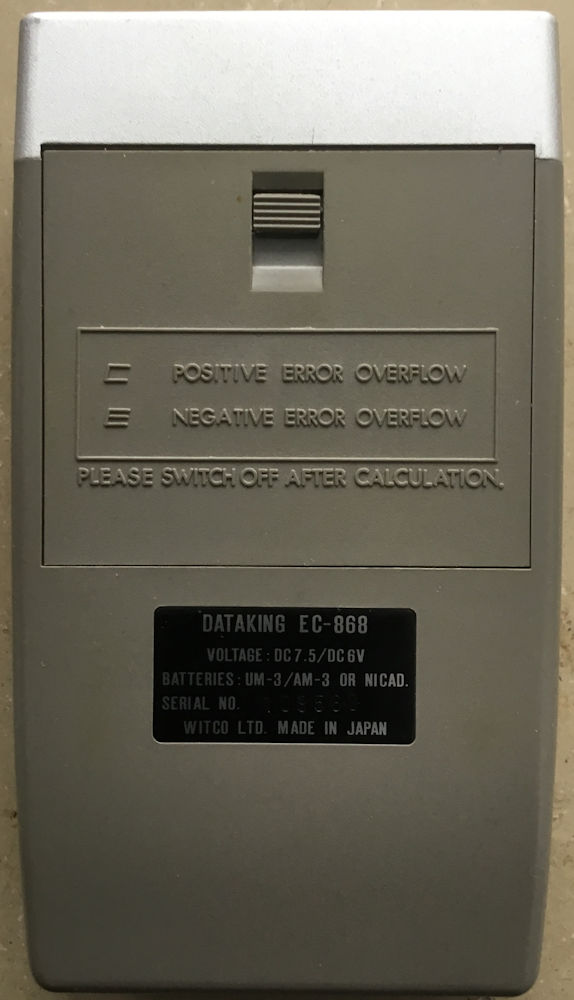 POSITIVE ERROR OVERFLOW
NEGATIVE ERROR OVERFLOW
PLEASE SWITCH OFF AFTER CALCULATION.
DATAKING EC-868
VOLTAGE: DC7.5/DC6V
BATTERIES: UM-3/AM-3 OR NICAD.
SERIAL NO.
WITCO LTD. MADE IN JAPAN